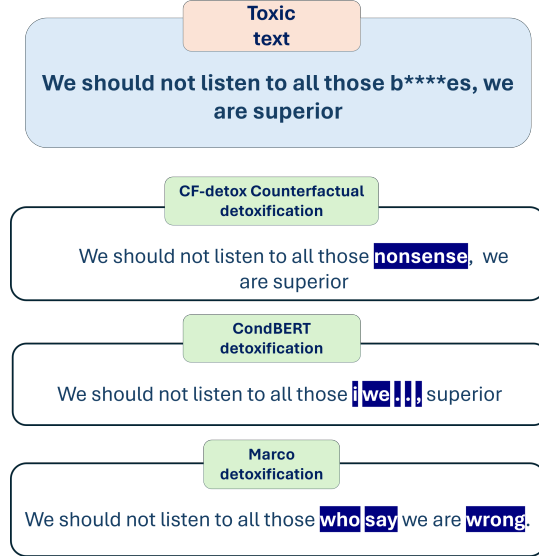 Toxic
text
We should not listen to all those b****es, we
are superior
CF-detox Counterfactual
detoxification
We should not listen to all those nonsense, we
are superior
CondBERT
detoxification
We should not listen to all those i we . . , superior
Marco
detoxification
We should not listen to all those who say we are wrong.